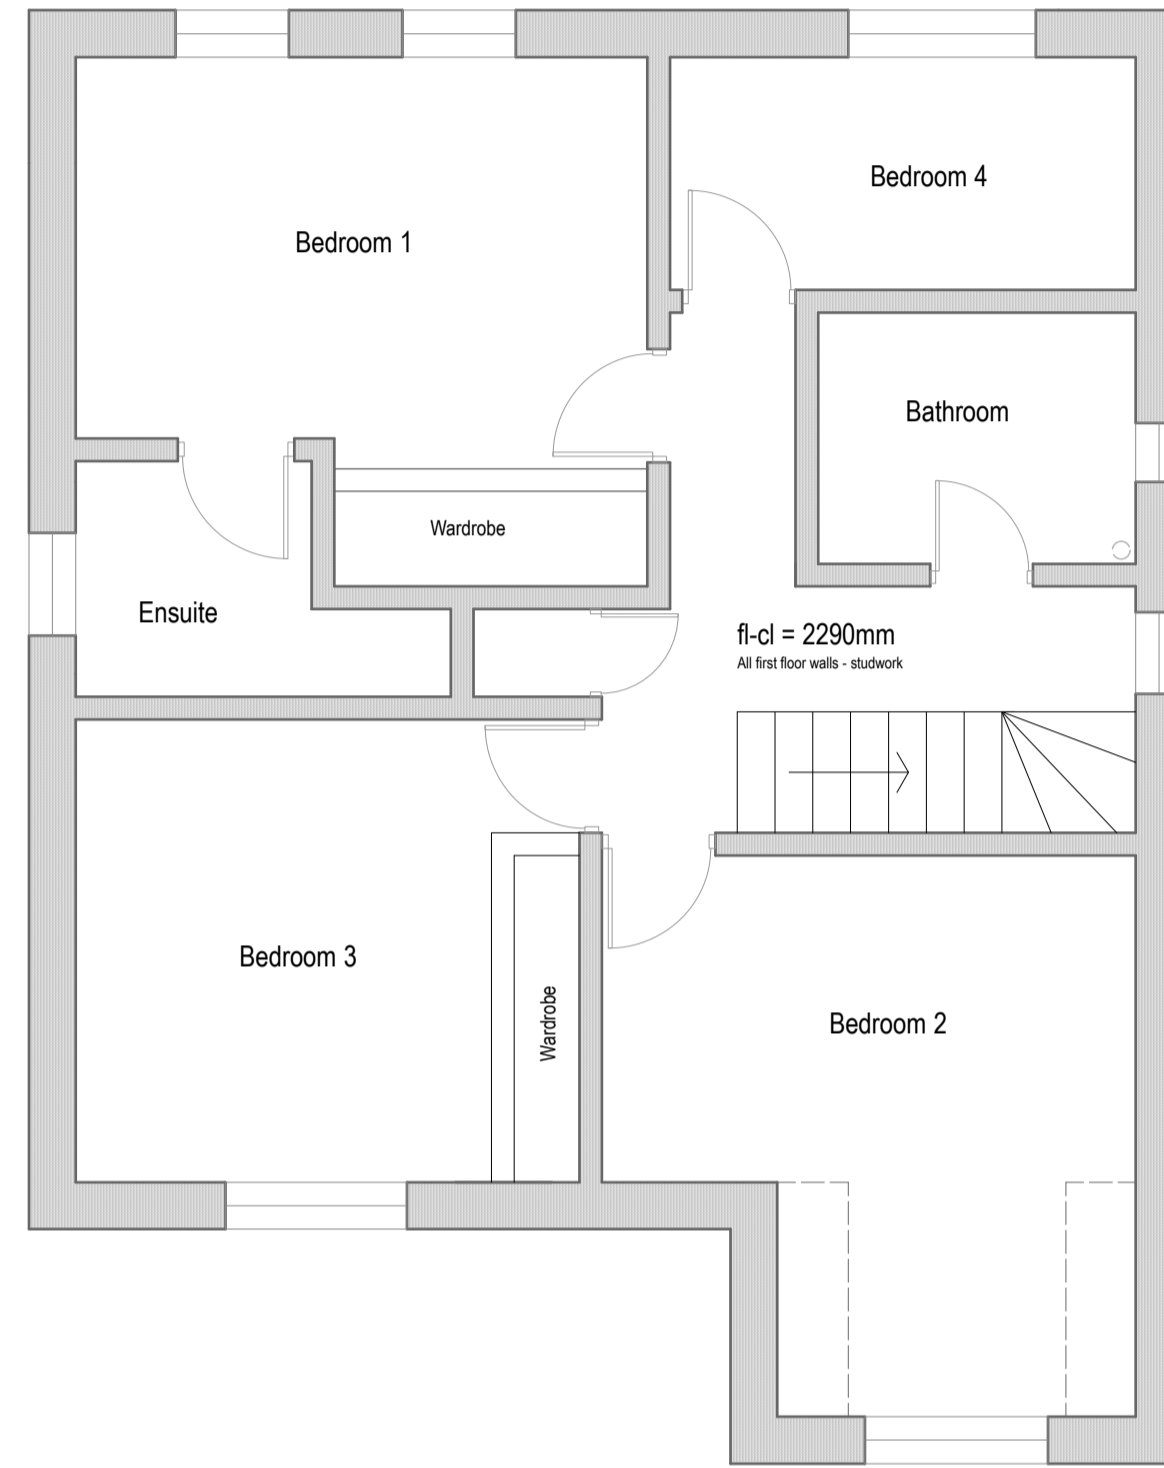 Bedroom 4
Bedroom 1
Bathroom
Wardrobe
Ensuite
fl-cl = 2290mm
All first floor walls - studwork
Bedroom 3
Wardrobe
Bedroom 2